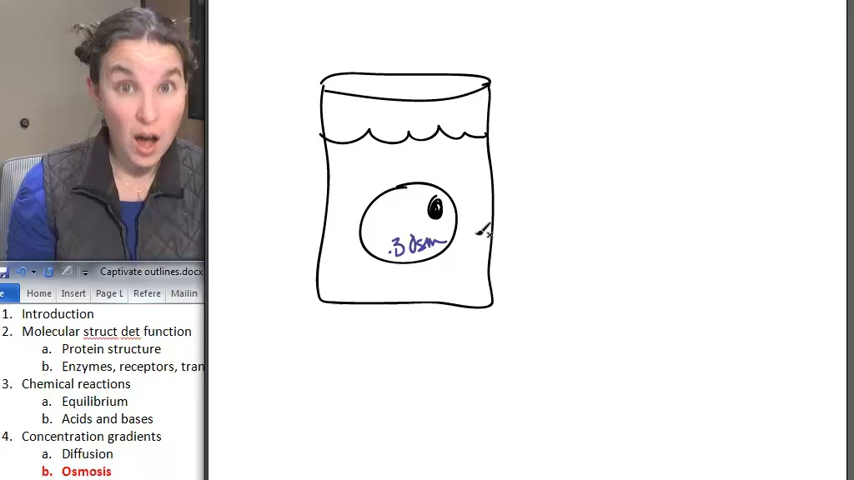 .3 Osm
Captivate outlines.docx
Home Insert Page L Refere Mailin
1. Introduction
2. Molecular struct det function
a. Protein structure
b. Enzymes, receptors, tran
3. Chemical reactions
a. Equilibrium
b. Acids and bases
4. Concentration gradients
a. Diffusion
b. Osmosis